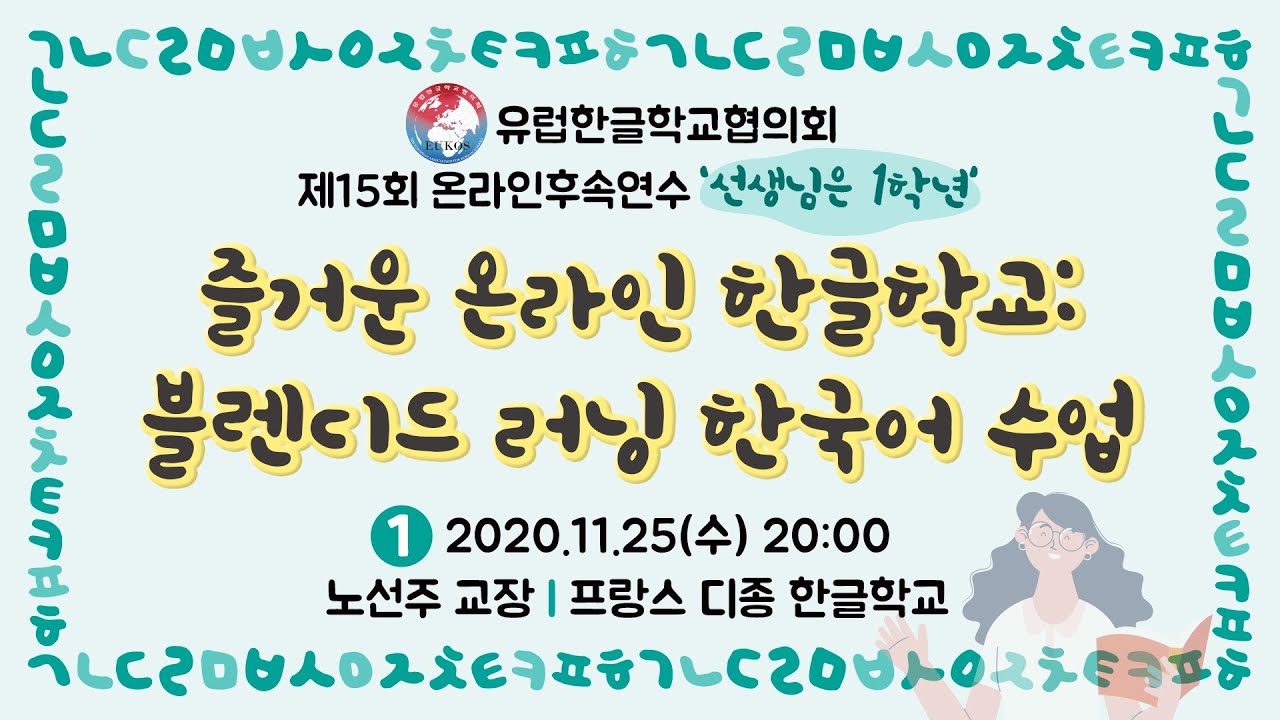 ㄱㄴㄷㄹㅁㅂㅅㅇㅈㅊㅌㅋㅍㅎㄱㄴㄷㄹㅁㅂㅅㅇㅈㅊㅌㅋㅍㅎ
유럽한글학교협의회
EUKOS
제15회 온라인후속연수 '선생님은 1학년'
즐거운 온라인 한글학교:
블렌디드 러닝 한국어 수업
1 2020.11.25(수) 20:00
노선주 교장 | 프랑스 디종 한글학교
ㄱㄴㄷㄹㅁㅂㅅㅇㅈㅊㅌㅋㅍㅎㄱㄴㄷㄹㅁㅂㅅㅇㅈㅊㅌㅋㅍㅎ